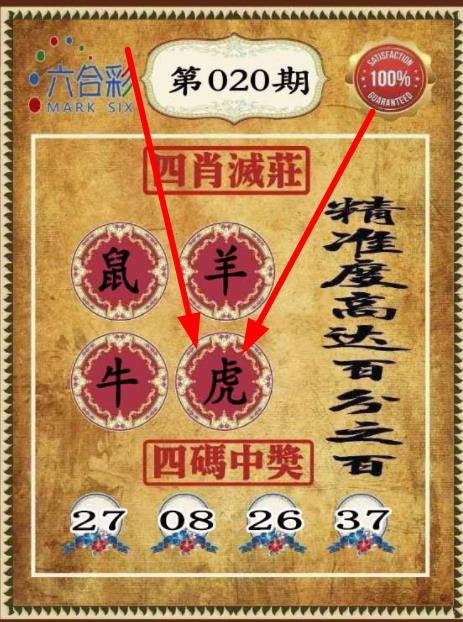 六合彩
MARK SIX
第020期
SATISFACTION
100%
GUARANTEED
四肖滅莊
鼠 羊
牛 虎
精准度高达百分之百
四碼中獎
27 08 26 37